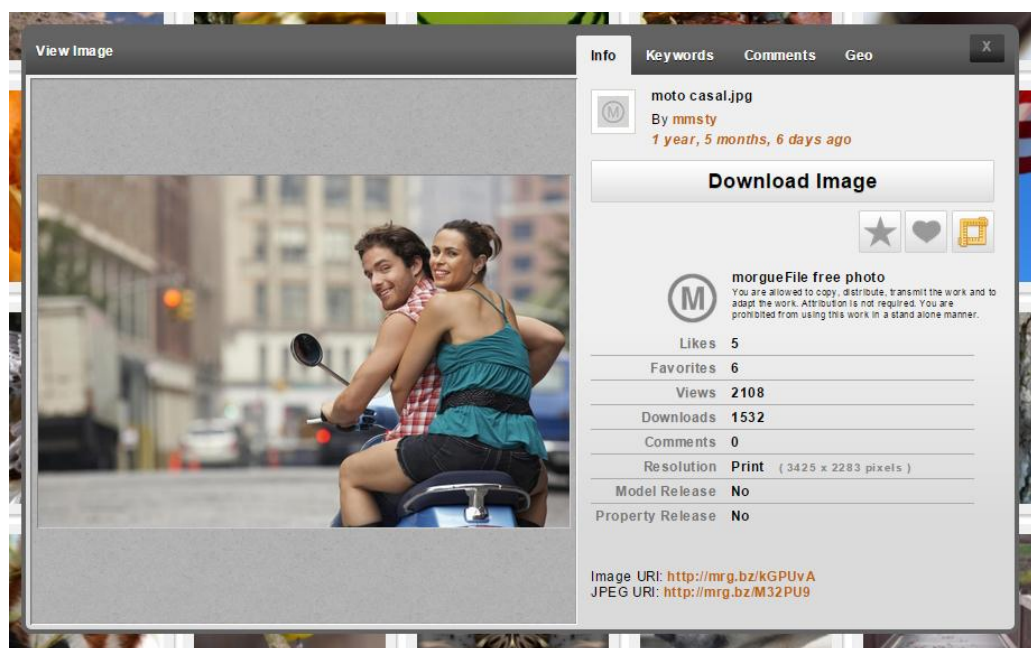 View Image
Info Keywords Comments Geo X
moto casal.jpg
By mmsty
1 year, 5 months, 6 days ago
Download Image
M
morgueFile free photo
You are allowed to copy, distribute, transmit the work and to
adapt the work. Attribution is not required. You are
prohibited from using this work in a stand alone manner.
Likes 5
Favorites 6
Views 2108
Downloads 1532
Comments 0
Resolution Print ( 3425 x 2283 pixels )
Model Release No
Property Release No
Image URI: http://mrg.bz/kGPUvA
JPEG URI: http://mrg.bz/M32PU9